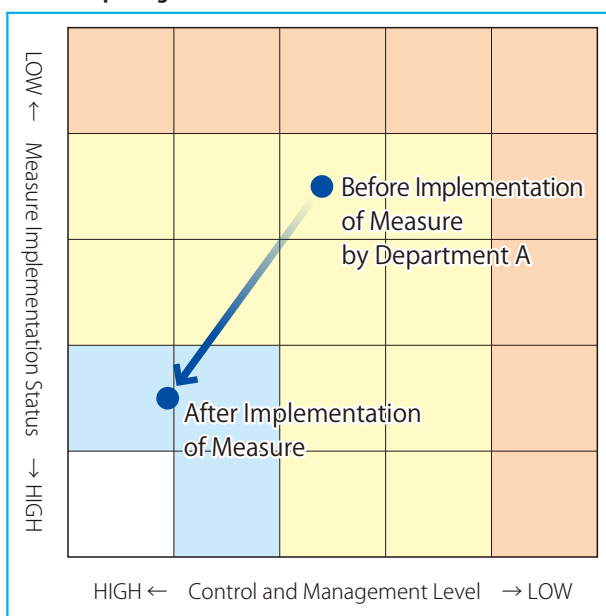 LOW ← Measure Implementation Status → HIGH
Before Implementation
of Measure
by Department A
After Implementation
of Measure
HIGH ← Control and Management Level → LOW